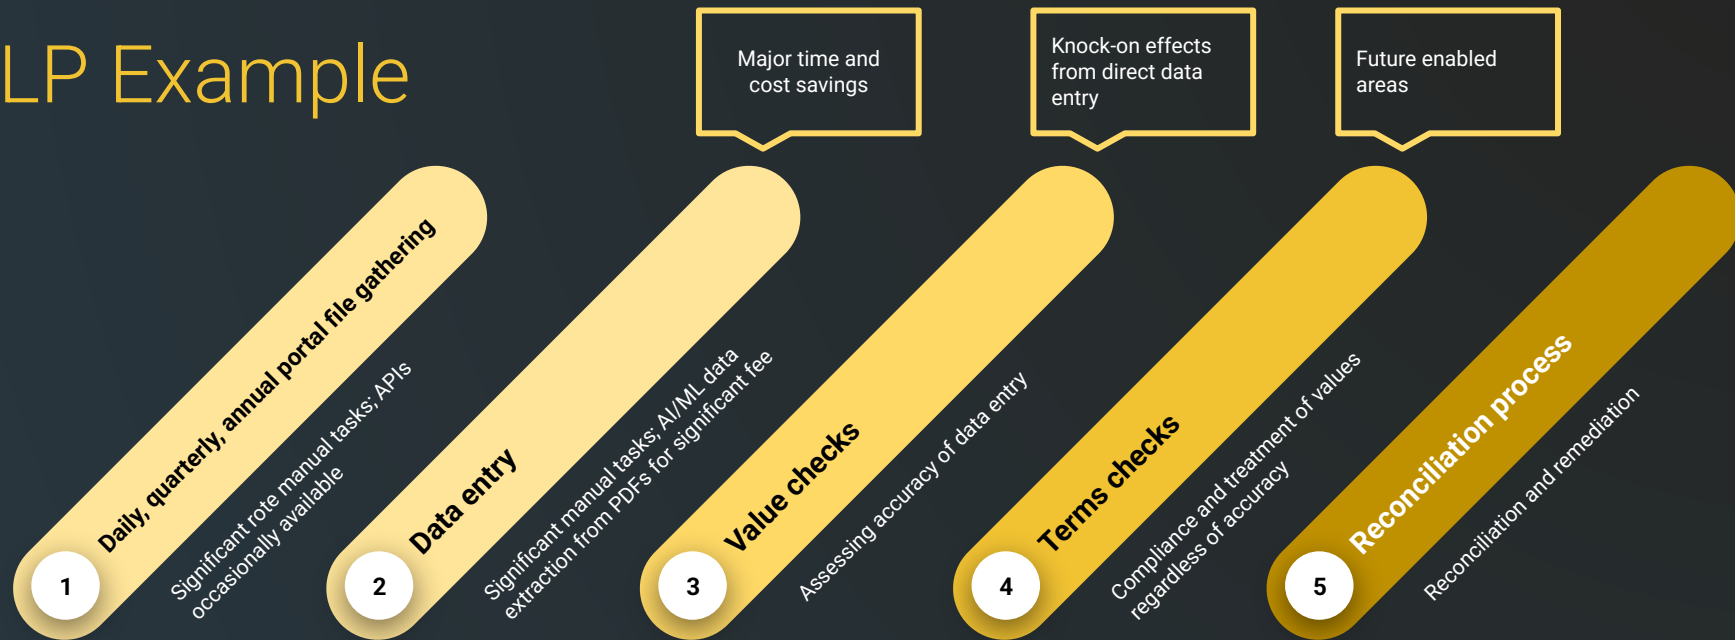 LP Example
Major time and
cost savings
Knock-on effects
from direct data
entry
Future enabled
areas
1
Daily, quarterly, annual portal file gathering
Significant rote manual tasks; APIs
occasionally available
2
Data entry
Significant manual tasks; AI/ML data
extraction from PDFs for significant fee
3
Value checks
Assessing accuracy of data entry
4
Terms checks
Compliance and treatment of values
regardless of accuracy
5
Reconciliation process
Reconciliation and remediation